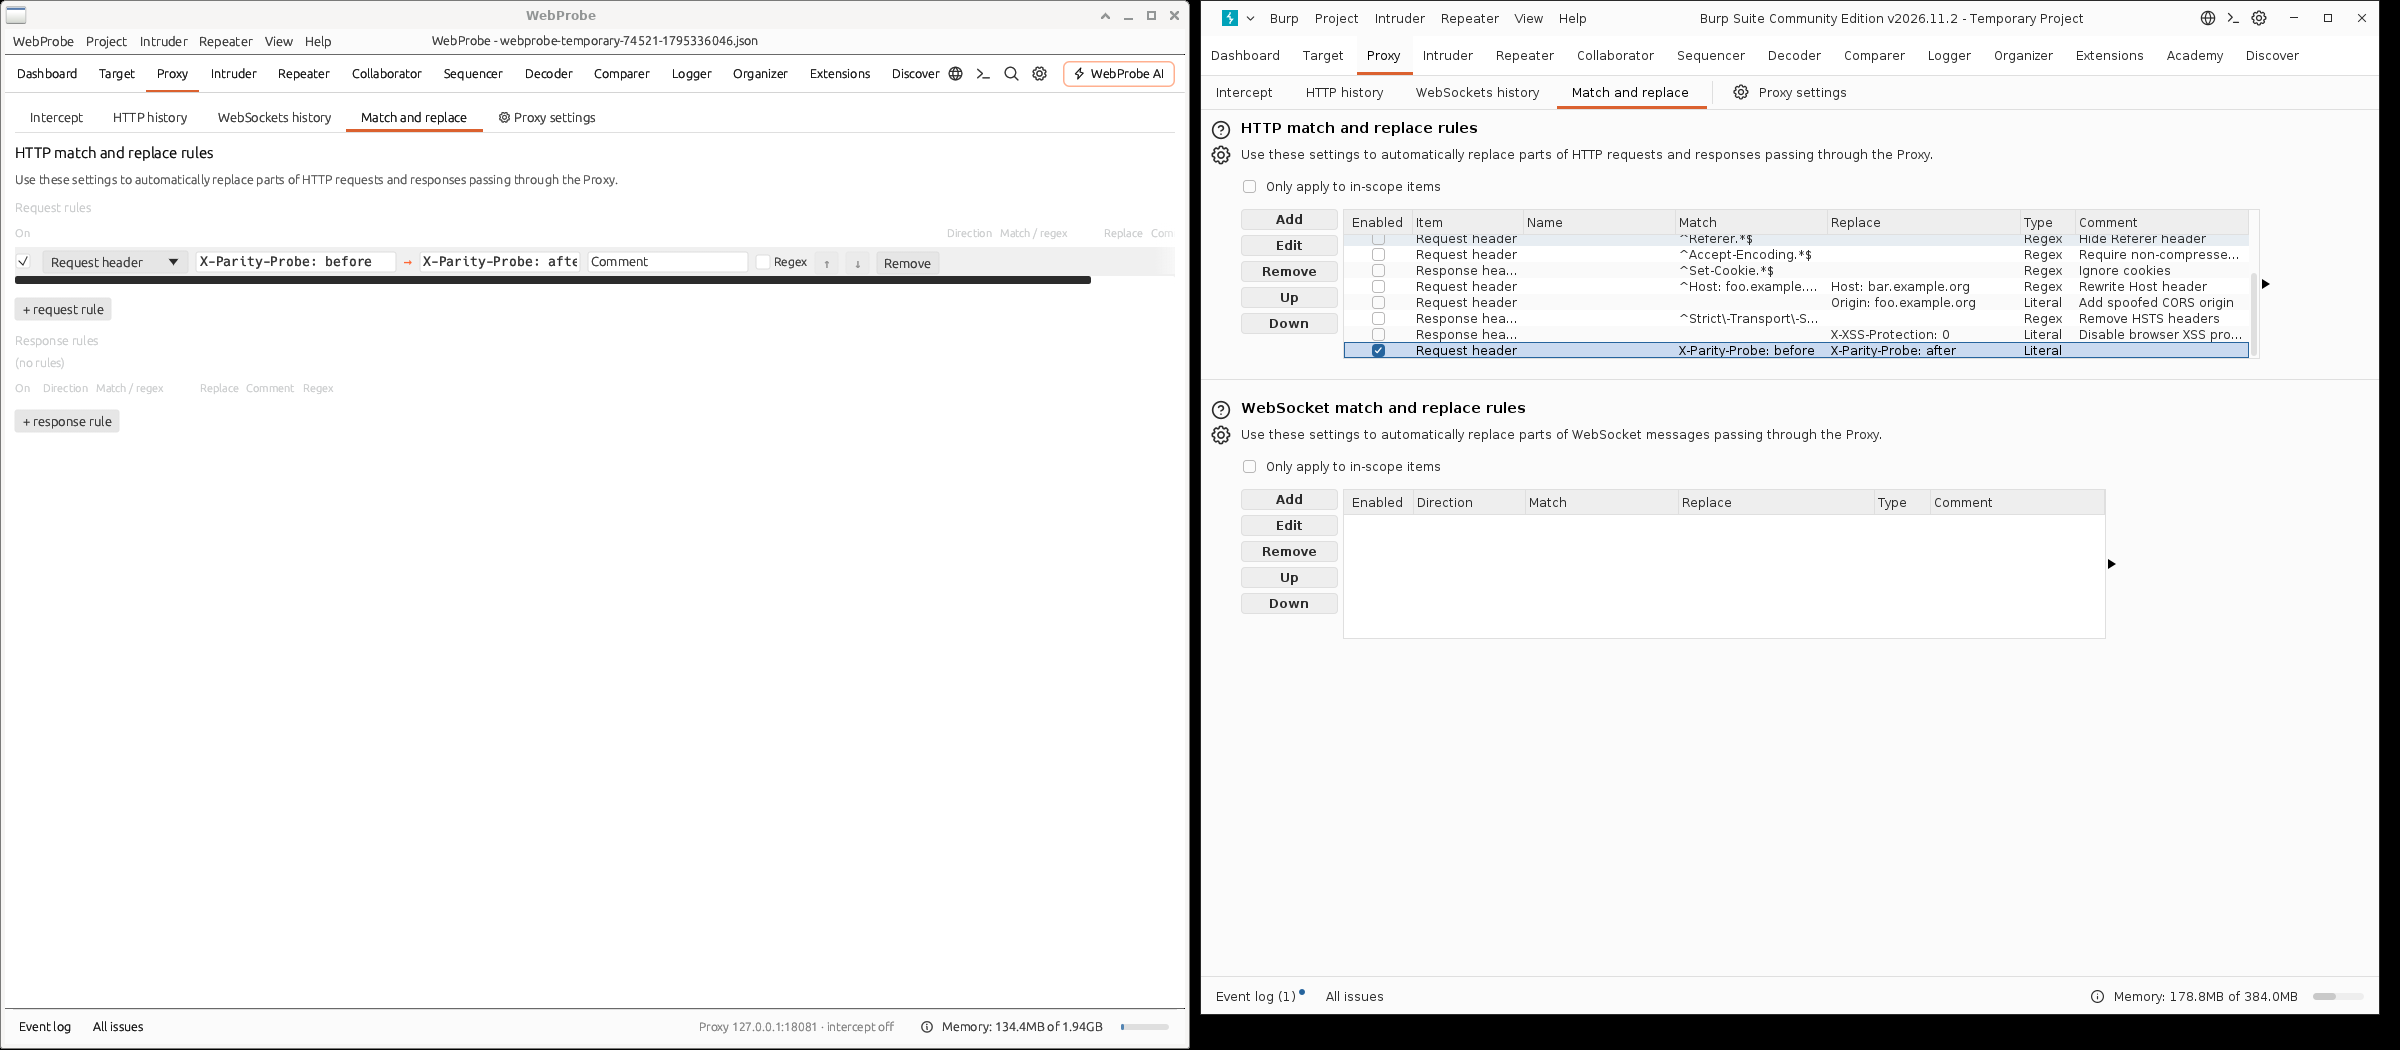 WebProbe
WebProbe Project Intruder Repeater View Help WebProbe - webprobe-temporary-74521-1795336046.json
Dashboard Target Proxy Intruder Repeater Collaborator Sequencer Decoder Comparer Logger Organizer Extensions Discover WebProbe AI
Intercept HTTP history WebSockets history Match and replace Proxy settings
HTTP match and replace rules
Use these settings to automatically replace parts of HTTP requests and responses passing through the Proxy.
Request rules
On Direction Match / regex Replace Com
Request header X-Parity-Probe: before → X-Parity-Probe: afte Comment Regex ↑ ↓ Remove
+ request rule
Response rules
(no rules)
On Direction Match / regex Replace Comment Regex
+ response rule
Event log All issues Proxy 127.0.0.1:18081 · intercept off Memory: 134.4MB of 1.94GB
Burp Project Intruder Repeater View Help Burp Suite Community Edition v2026.11.2 - Temporary Project
Dashboard Target Proxy Intruder Repeater Collaborator Sequencer Decoder Comparer Logger Organizer Extensions Academy Discover
Intercept HTTP history WebSockets history Match and replace Proxy settings
HTTP match and replace rules
Use these settings to automatically replace parts of HTTP requests and responses passing through the Proxy.
Only apply to in-scope items
Add
Edit
Remove
Up
Down
Enabled Item Name Match Replace Type Comment
Request header ^Referer.*$ Regex Hide Referer header
Request header ^Accept-Encoding.*$ Regex Require non-compresse...
Response hea... ^Set-Cookie.*$ Regex Ignore cookies
Request header ^Host: foo.example.... Host: bar.example.org Regex Rewrite Host header
Request header Origin: foo.example.org Literal Add spoofed CORS origin
Response hea... ^Strict\-Transport\-S... Regex Remove HSTS headers
Response hea... X-XSS-Protection: 0 Literal Disable browser XSS pro...
Request header X-Parity-Probe: before X-Parity-Probe: after Literal
WebSocket match and replace rules
Use these settings to automatically replace parts of WebSocket messages passing through the Proxy.
Only apply to in-scope items
Add
Edit
Remove
Up
Down
Enabled Direction Match Replace Type Comment
Event log (1) All issues Memory: 178.8MB of 384.0MB